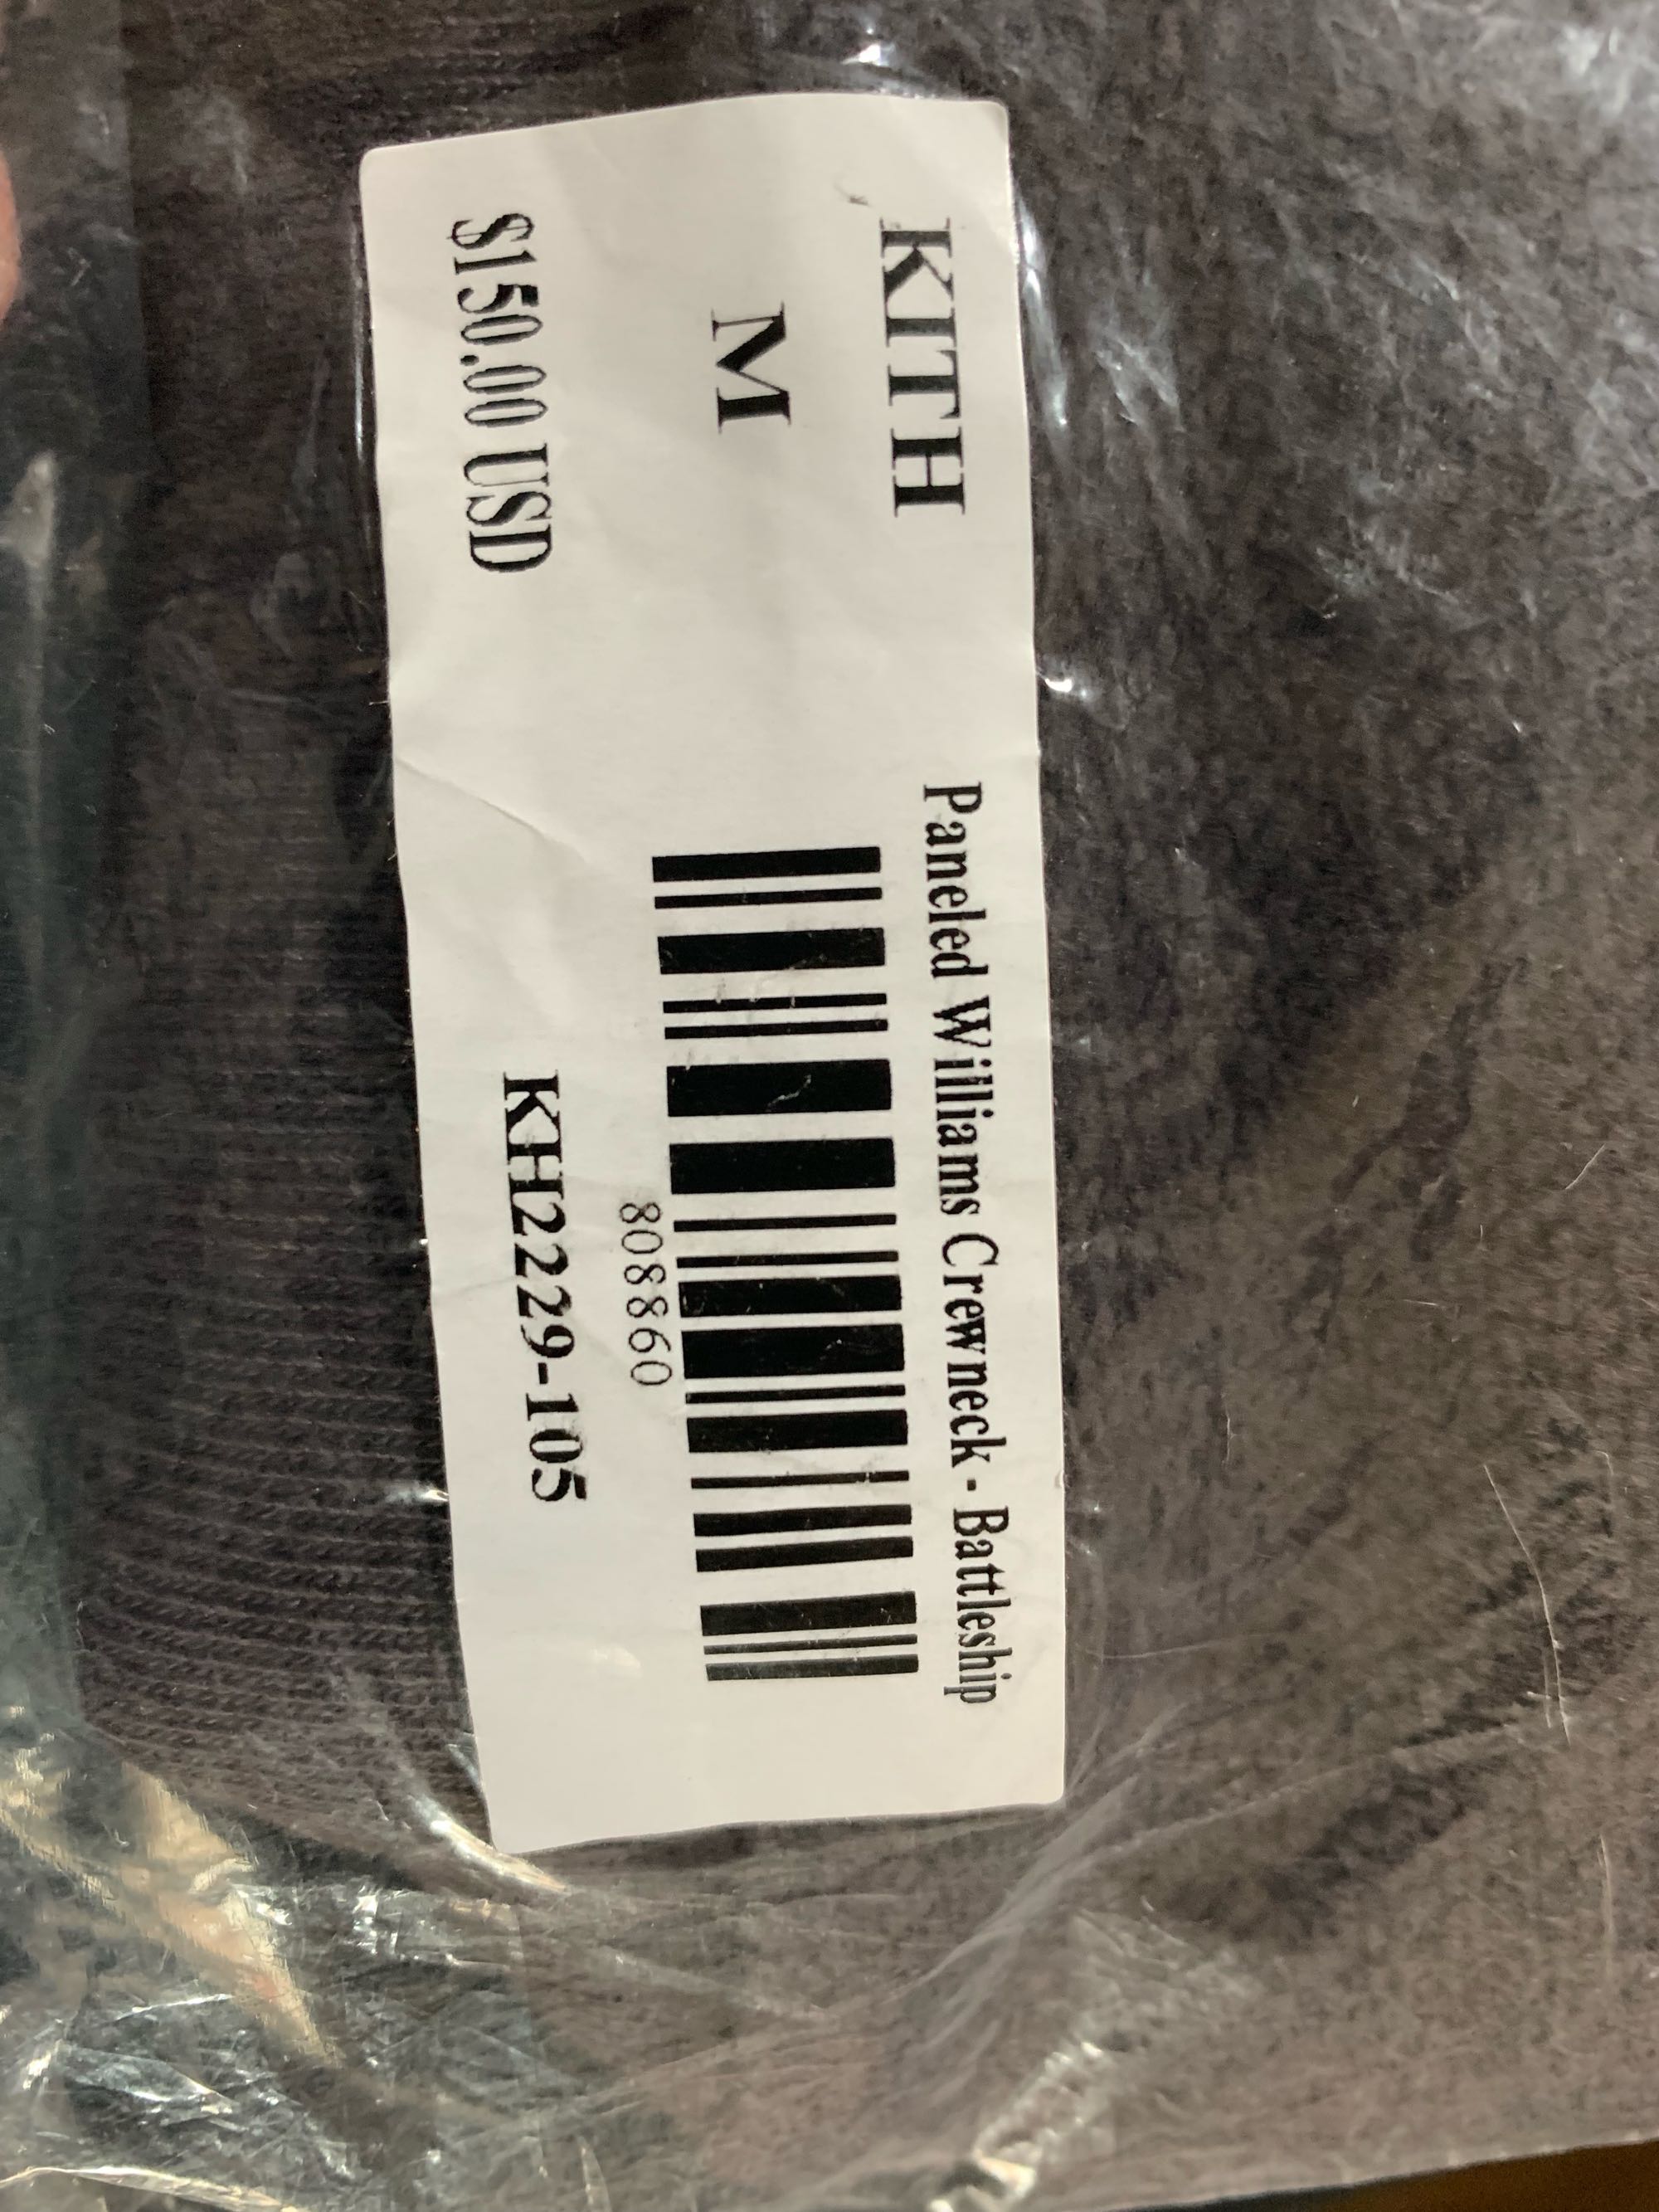 KITH
Paneled Williams Crewneck - Battleship
M
808860
$150.00 USD
KH2229-105